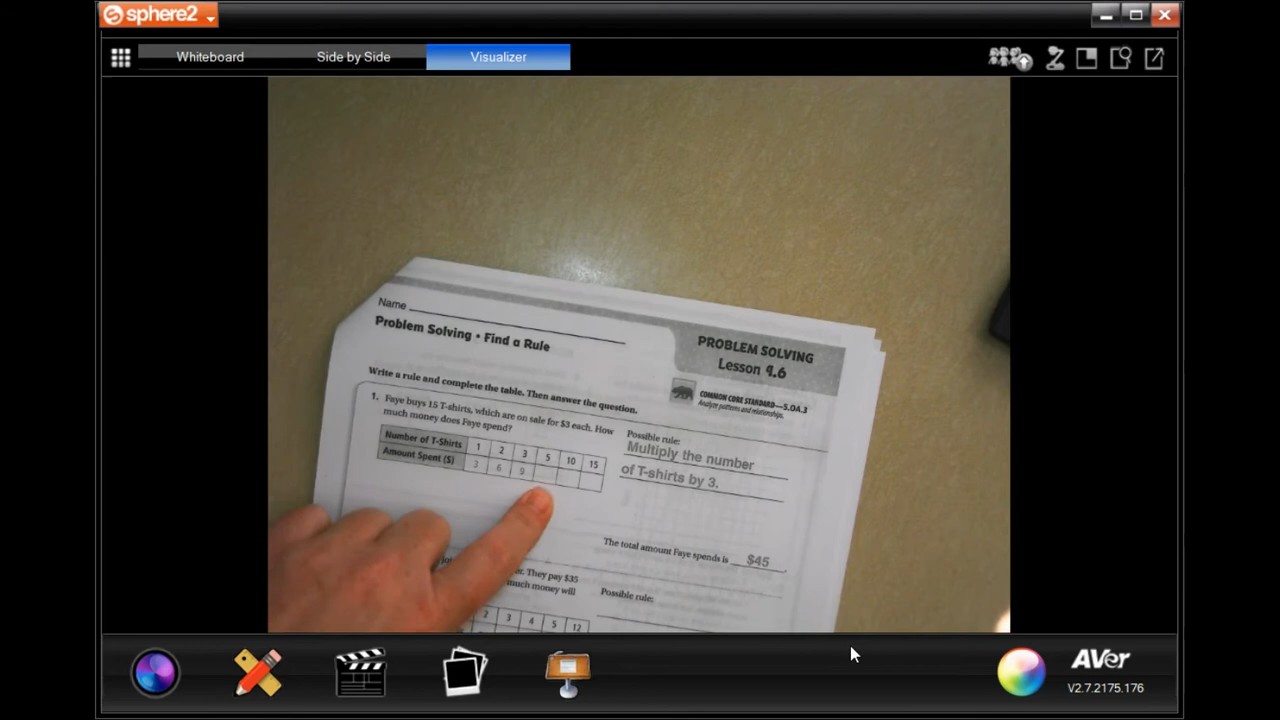 sphere2
Whiteboard
Side by Side
Visualizer
Name
Problem Solving • Find a Rule
PROBLEM SOLVING
Lesson 9.6
COMMON CORE STANDARD—5.OA.3
Analyze patterns and relationships.
Write a rule and complete the table. Then answer the question.
1. Faye buys 15 T-shirts, which are on sale for $3 each. How
much money does Faye spend?
Number of T-Shirts 1 2 3 5 10 15
Amount Spent ($) 3 6 9
Possible rule:
Multiply the number
of T-shirts by 3.
The total amount Faye spends is $45.
They pay $35
much money will
Possible rule:
2 3 4 5 12
AVer
V2.7.2175.176